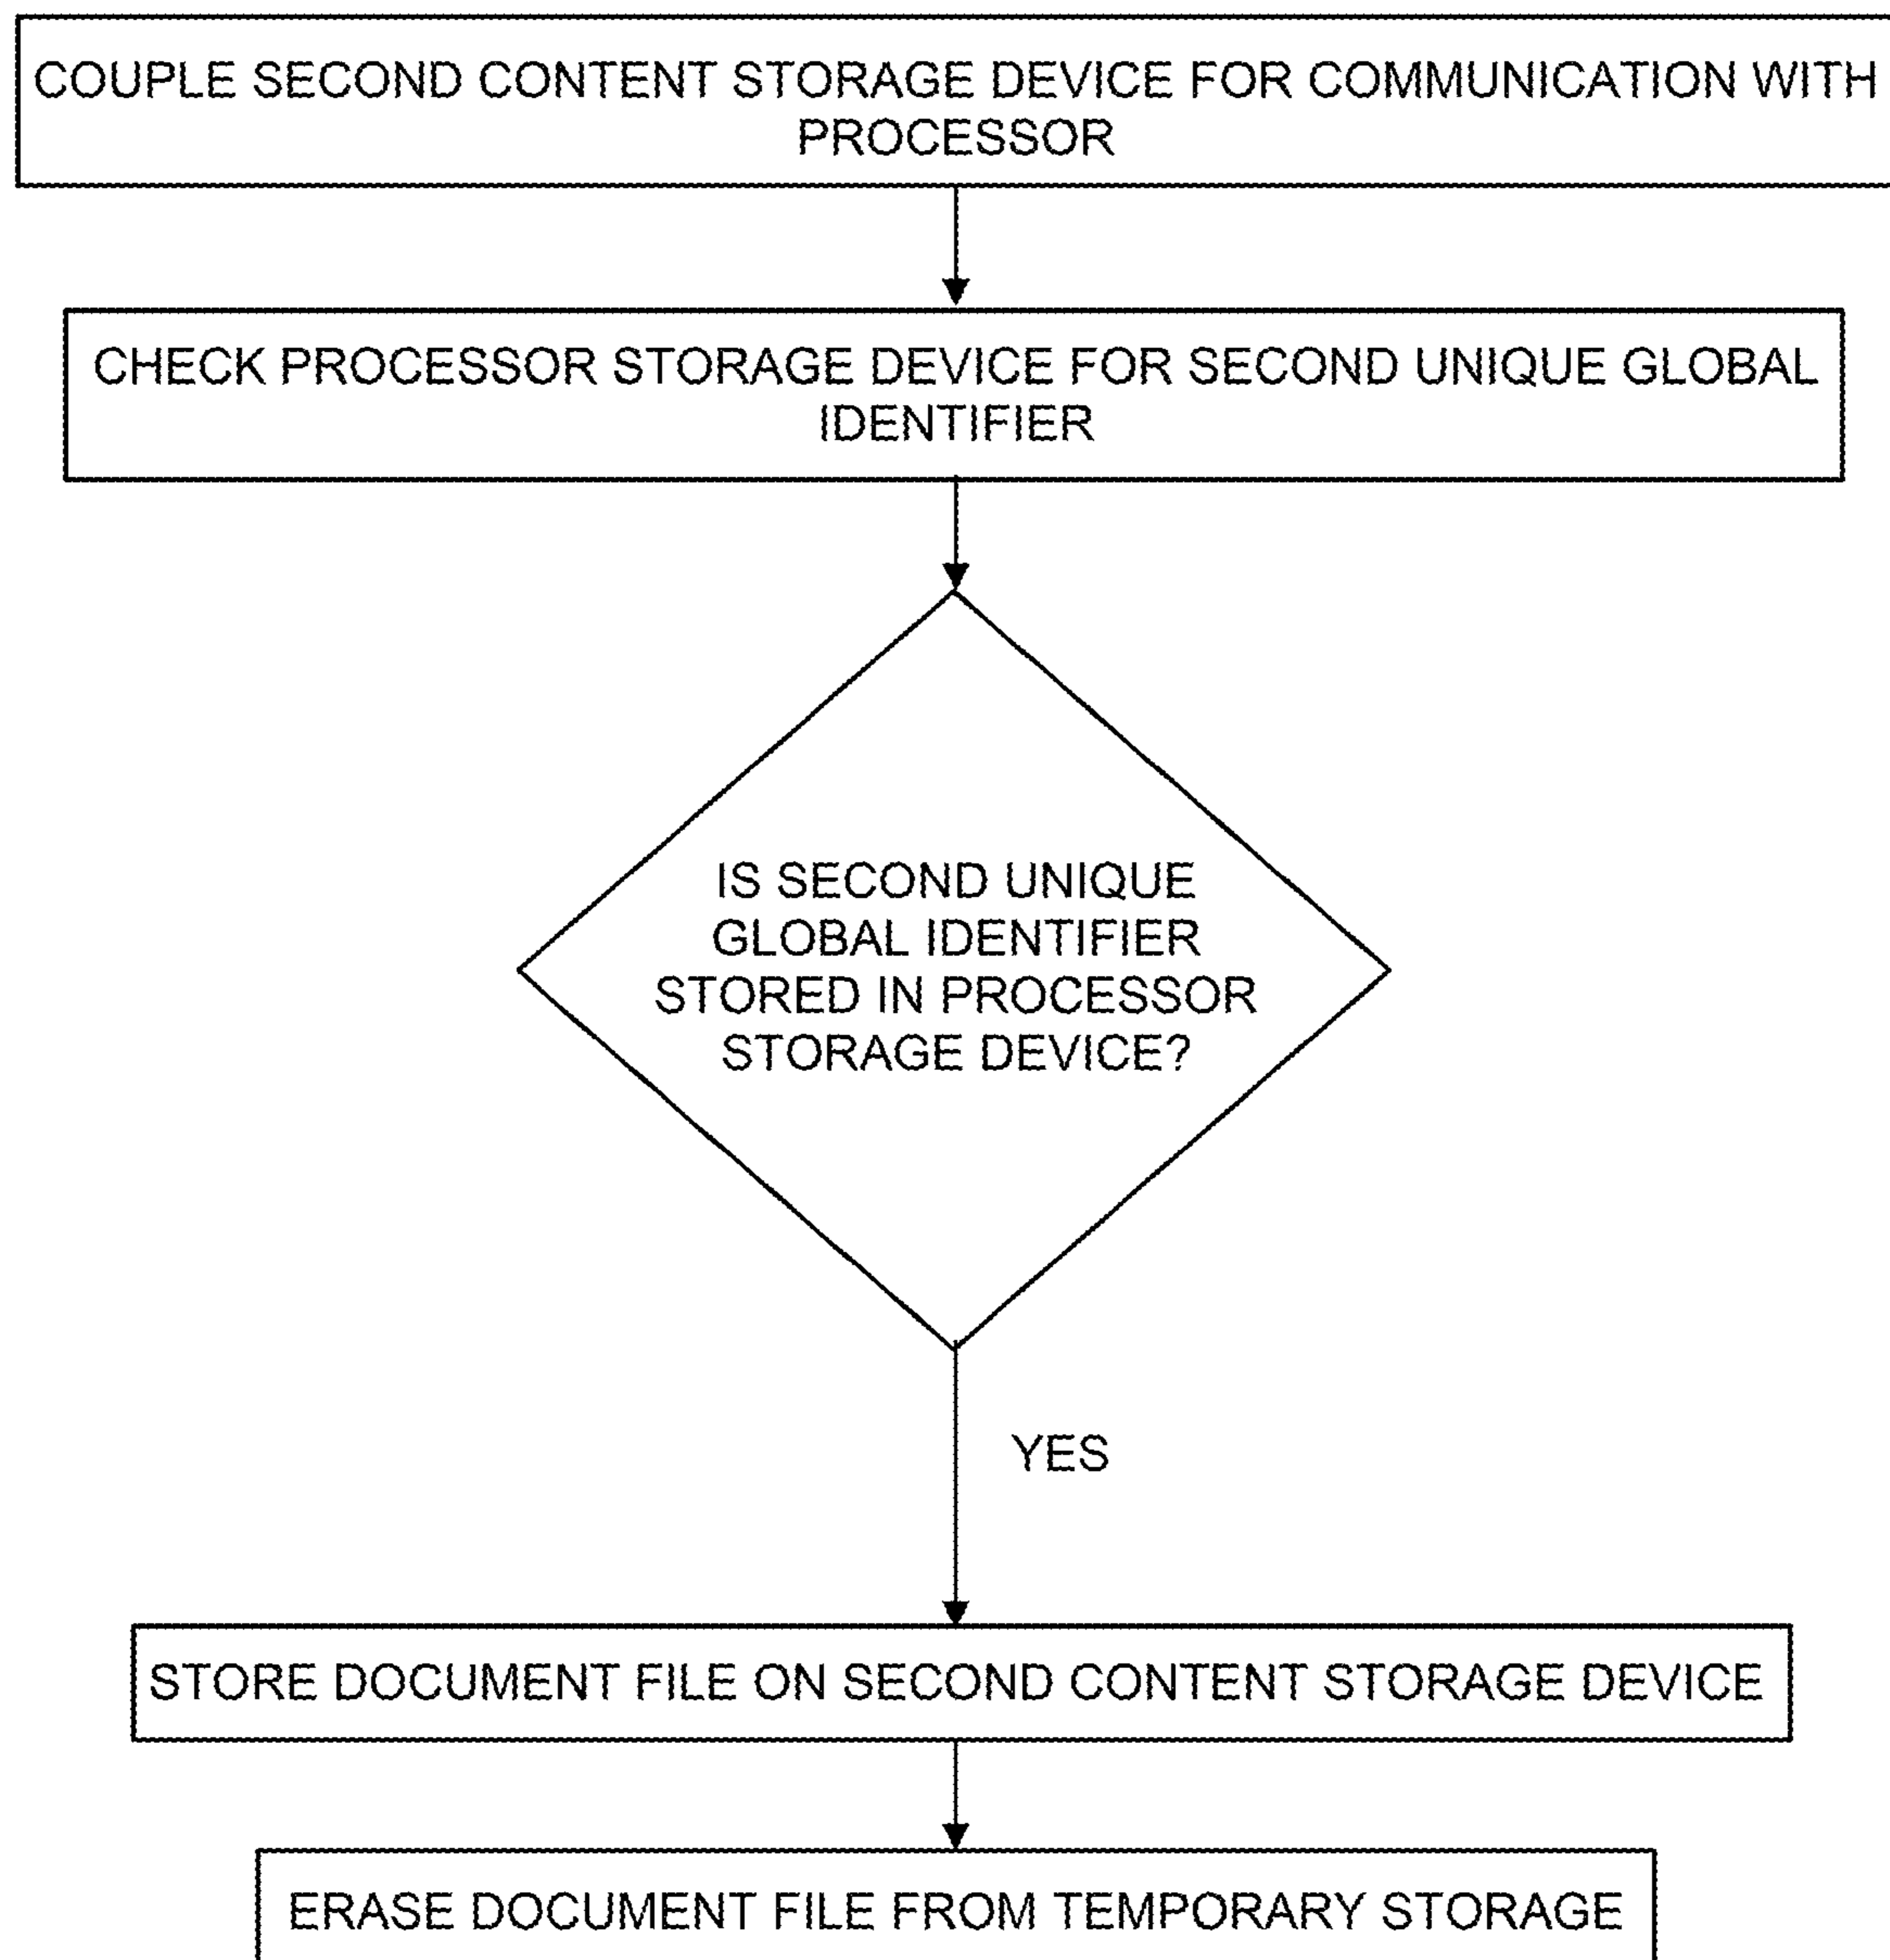 COUPLE SECOND CONTENT STORAGE DEVICE FOR COMMUNICATION WITH
PROCESSOR
CHECK PROCESSOR STORAGE DEVICE FOR SECOND UNIQUE GLOBAL
IDENTIFIER
IS SECOND UNIQUE
GLOBAL IDENTIFIER
STORED IN PROCESSOR
STORAGE DEVICE?
YES
STORE DOCUMENT FILE ON SECOND CONTENT STORAGE DEVICE
ERASE DOCUMENT FILE FROM TEMPORARY STORAGE